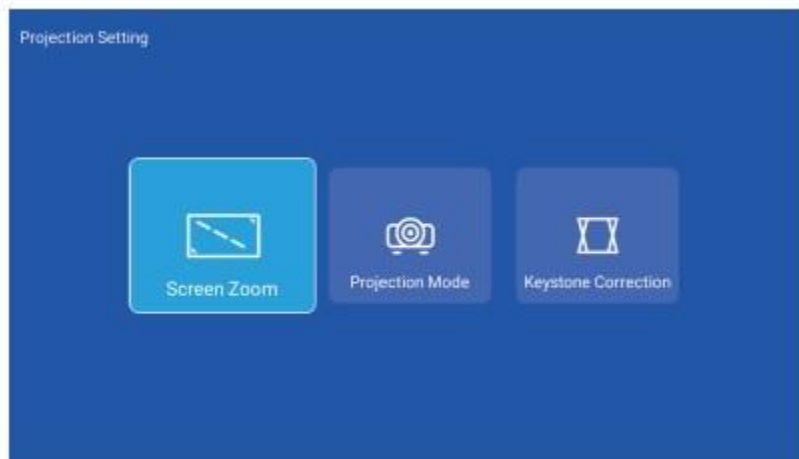 Projection Setting
Screen Zoom
Projection Mode
Keystone Correction